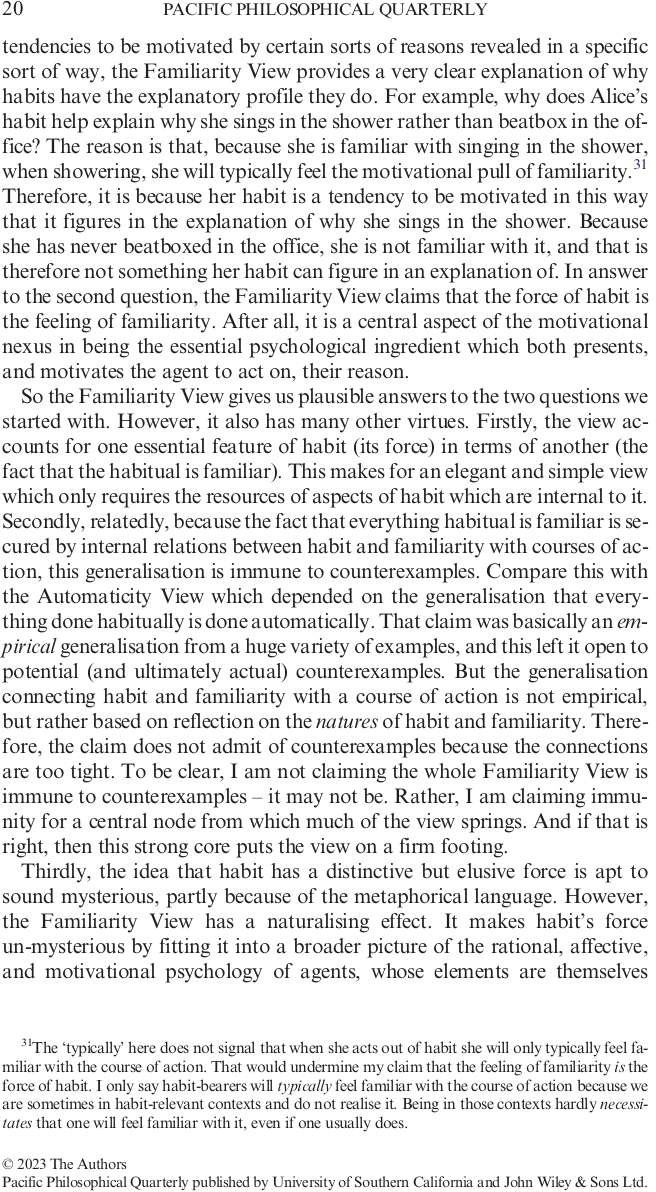 20
PACIFIC PHILOSOPHICAL QUARTERLY
tendencies to be motivated by certain sorts of reasons revealed in a specific
sort of way, the Familiarity View provides a very clear explanation of why
habits have the explanatory profile they do. For example, why does Alice's
habit help explain why she sings in the shower rather than beatbox in the of-
fice? The reason is that, because she is familiar with singing in the shower,
when showering, she will typically feel the motivational pull of familiarity.31
Therefore, it is because her habit is a tendency to be motivated in this way
that it figures in the explanation of why she sings in the shower. Because
she has never beatboxed in the office, she is not familiar with it, and that is
therefore not something her habit can figure in an explanation of. In answer
to the second question, the Familiarity View claims that the force of habit is
the feeling of familiarity. After all, it is a central aspect of the motivational
nexus in being the essential psychological ingredient which both presents,
and motivates the agent to act on, their reason.
So the Familiarity View gives us plausible answers to the two questions we
started with. However, it also has many other virtues. Firstly, the view ac-
counts for one essential feature of habit (its force) in terms of another (the
fact that the habitual is familiar). This makes for an elegant and simple view
which only requires the resources of aspects of habit which are internal to it.
Secondly, relatedly, because the fact that everything habitual is familiar is se-
cured by internal relations between habit and familiarity with courses of ac-
tion, this generalisation is immune to counterexamples. Compare this with
the Automaticity View which depended on the generalisation that every-
thing done habitually is done automatically. That claim was basically an em-
pirical generalisation from a huge variety of examples, and this left it open to
potential (and ultimately actual) counterexamples. But the generalisation
connecting habit and familiarity with a course of action is not empirical,
but rather based on reflection on the natures of habit and familiarity. There-
fore, the claim does not admit of counterexamples because the connections
are too tight. To be clear, I am not claiming the whole Familiarity View is
immune to counterexamples – it may not be. Rather, I am claiming immu-
nity for a central node from which much of the view springs. And if that is
right, then this strong core puts the view on a firm footing.
Thirdly, the idea that habit has a distinctive but elusive force is apt to
sound mysterious, partly because of the metaphorical language. However,
the Familiarity View has a naturalising effect. It makes habit's force
un-mysterious by fitting it into a broader picture of the rational, affective,
and motivational psychology of agents, whose elements are themselves
31The 'typically' here does not signal that when she acts out of habit she will only typically feel fa-
miliar with the course of action. That would undermine my claim that the feeling of familiarity is the
force of habit. I only say habit-bearers will typically feel familiar with the course of action because we
are sometimes in habit-relevant contexts and do not realise it. Being in those contexts hardly necessi-
tates that one will feel familiar with it, even if one usually does.
© 2023 The Authors
Pacific Philosophical Quarterly published by University of Southern California and John Wiley & Sons Ltd.